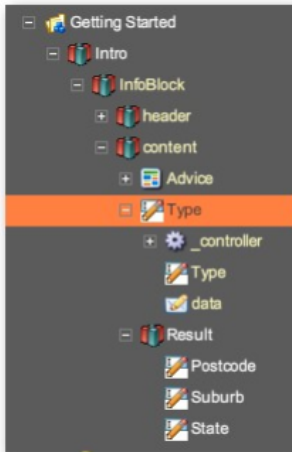 Getting Started
Intro
InfoBlock
header
content
Advice
Type
_controller
Type
data
Result
Postcode
Suburb
State